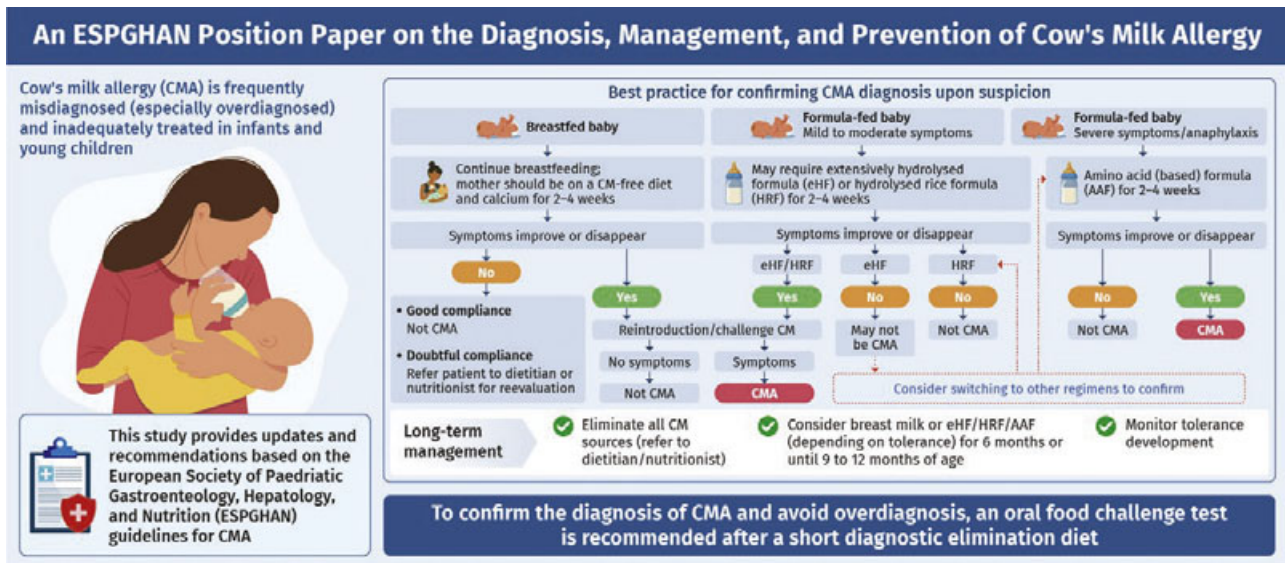 An ESPGHAN Position Paper on the Diagnosis, Management, and Prevention of Cow's Milk Allergy
Cow's milk allergy (CMA) is frequently
misdiagnosed (especially overdiagnosed)
and inadequately treated in infants and
young children
This study provides updates and
recommendations based on the
European Society of Paedriatic
Gastroenteology, Hepatology,
and Nutrition (ESPGHAN)
guidelines for CMA
Best practice for confirming CMA diagnosis upon suspicion
Breastfed baby
Continue breastfeeding;
mother should be on a CM-free diet
and calcium for 2–4 weeks
Symptoms improve or disappear
No
• Good compliance
Not CMA
• Doubtful compliance
Refer patient to dietitian or
nutritionist for reevaluation
Yes
Formula-fed baby
Mild to moderate symptoms
May require extensively hydrolysed
formula (eHF) or hydrolysed rice formula
(HRF) for 2–4 weeks
Symptoms improve or disappear
eHF/HRF
eHF
HRF
Yes
No
No
Reintroduction/challenge CM
May not
be CMA
Not CMA
No symptoms
Symptoms
Not CMA
CMA
Formula-fed baby
Severe symptoms/anaphylaxis
Amino acid (based) formula
(AAF) for 2–4 weeks
Symptoms improve or disappear
No
Yes
Not CMA
CMA
Consider switching to other regimens to confirm
Long-term
management
Eliminate all CM
sources (refer to
dietitian/nutritionist)
Consider breast milk or eHF/HRF/AAF
(depending on tolerance) for 6 months or
until 9 to 12 months of age
Monitor tolerance
development
To confirm the diagnosis of CMA and avoid overdiagnosis, an oral food challenge test
is recommended after a short diagnostic elimination diet